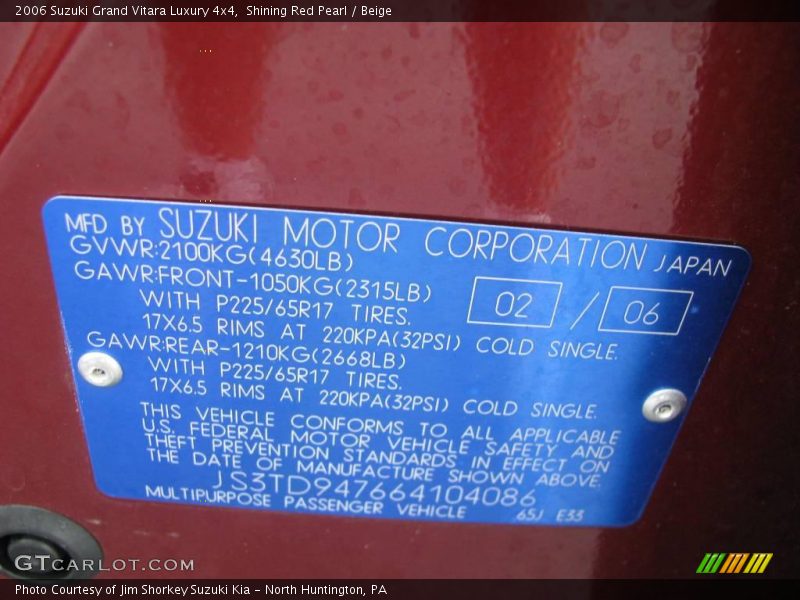 2006 Suzuki Grand Vitara Luxury 4x4,  Shining Red Pearl / Beige
MFD BY SUZUKI MOTOR CORPORATION JAPAN
GVWR:2100KG(4630LB)
GAWR:FRONT-1050KG(2315LB)
02 / 06
WITH P225/65R17 TIRES.
17X6.5 RIMS AT 220KPA(32PSI) COLD SINGLE.
GAWR:REAR-1210KG(2668LB)
WITH P225/65R17 TIRES.
17X6.5 RIMS AT 220KPA(32PSI) COLD SINGLE.
THIS VEHICLE CONFORMS TO ALL APPLICABLE
U.S. FEDERAL MOTOR VEHICLE SAFETY AND
THEFT PREVENTION STANDARDS IN EFFECT ON
THE DATE OF MANUFACTURE SHOWN ABOVE.
JS3TD947664104086
MULTIPURPOSE PASSENGER VEHICLE 65J E33
GTCARLOT.COM
Photo Courtesy of Jim Shorkey Suzuki Kia – North Huntington, PA